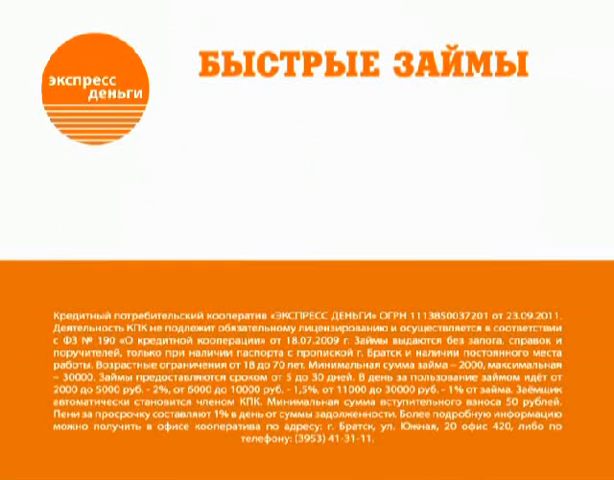 экспресс
деньги
БЫСТРЫЕ ЗАЙМЫ
Кредитный потребительский кооператив «ЭКСПРЕСС ДЕНЬГИ» ОГРН 1113850037201 от 23.09.2011.
Деятельность КПК не подлежит обязательному лицензированию и осуществляется в соответствии
с ФЗ № 190 «О кредитной кооперации» от 18.07.2009 г. Займы выдаются без залога, справок и
поручителей, только при наличии паспорта с пропиской г. Братск и наличии постоянного места
работы. Возрастные ограничения от 18 до 70 лет. Минимальная сумма займа – 2000, максимальная
– 30000. Займы предоставляются сроком от 5 до 30 дней. В день за пользование займом идёт от
2000 до 5000 руб. - 2%, от 6000 до 10000 руб. - 1,5%, от 11000 до 30000 руб. - 1% от займа. Заёмщик
автоматически становится членом КПК. Минимальная сумма вступительного взноса 50 рублей.
Пени за просрочку составляют 1% в день от суммы задолженности. Более подробную информацию
можно получить в офисе кооператива по адресу: г. Братск, ул. Южная, 20 офис 420, либо по
телефону: (3953) 41-31-11.